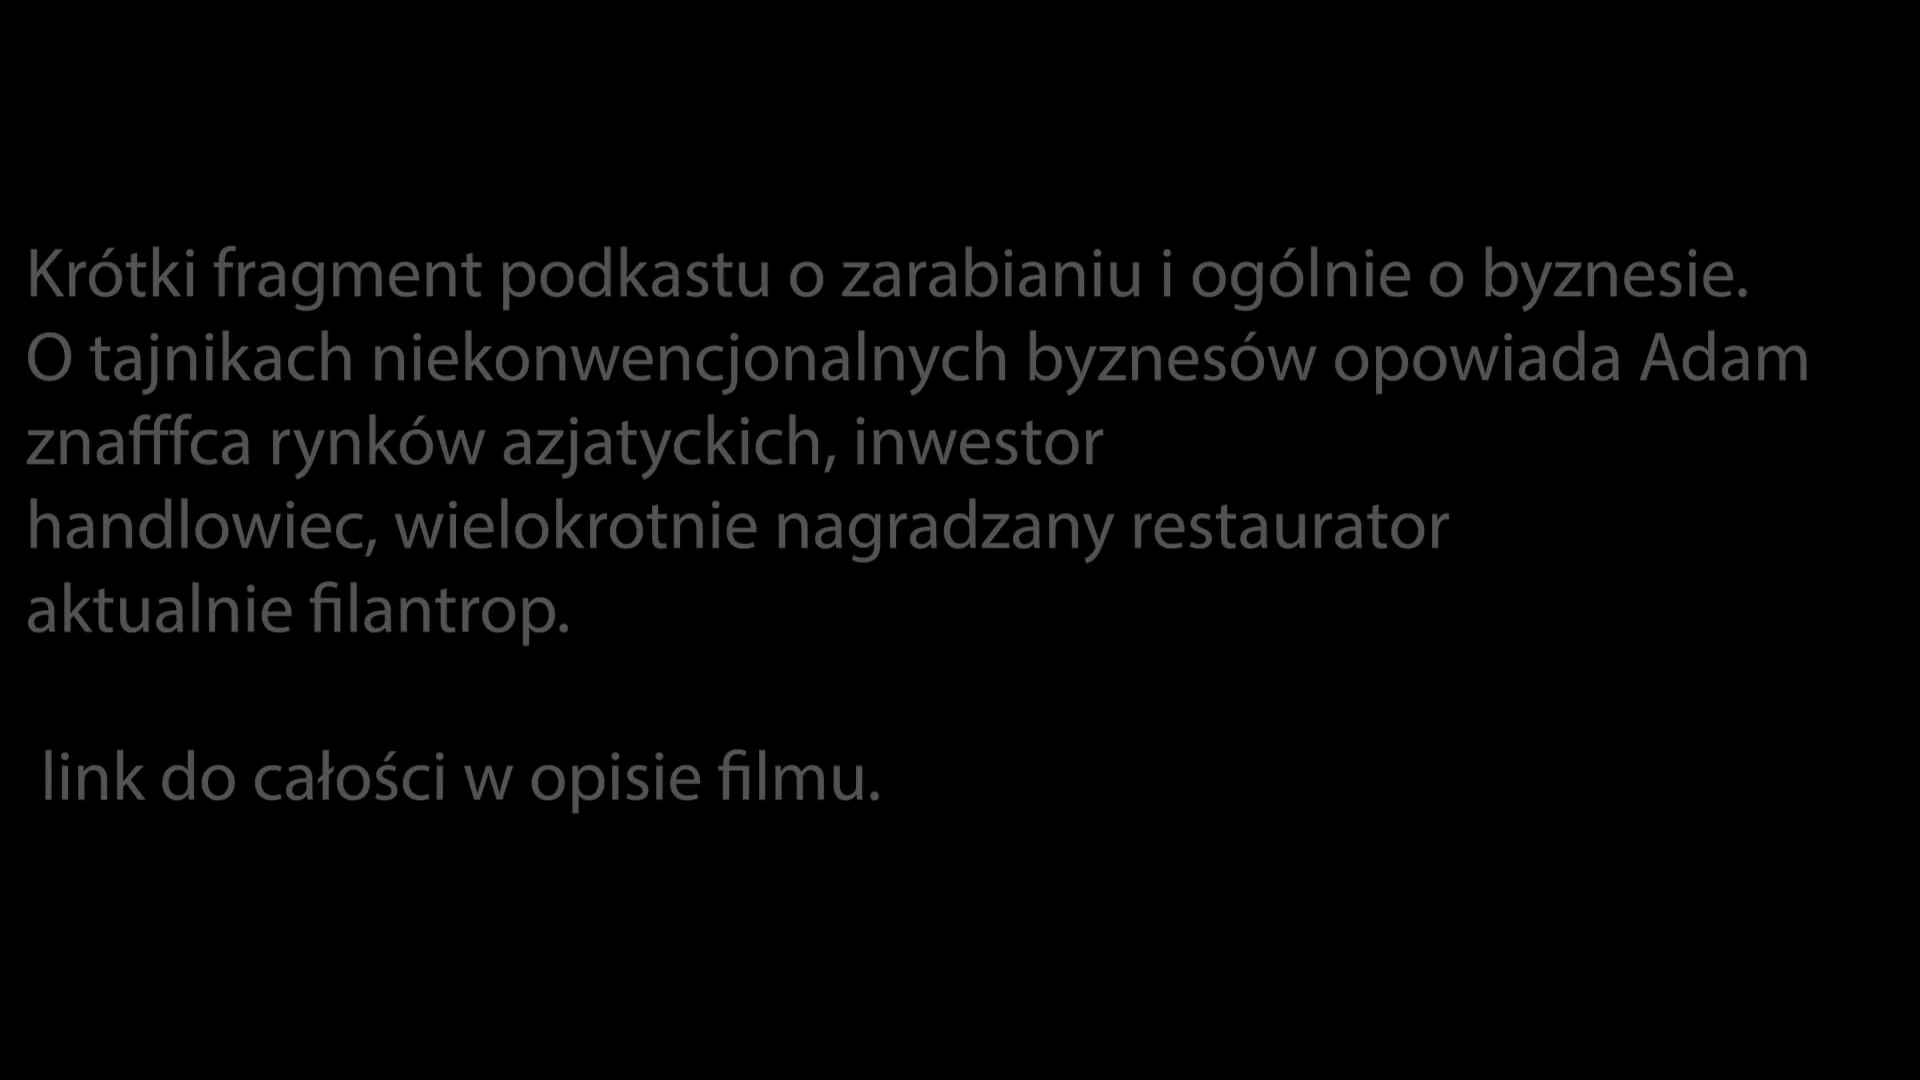 Krótki fragment podkastu o zarabianiu i ogólnie o byznesie.
O tajnikach niekonwencjonalnych byznesów opowiada Adam
znafffca rynków azjatyckich, inwestor
handlowiec, wielokrotnie nagradzany restaurator
aktualnie filantrop.
link do całości w opisie filmu.